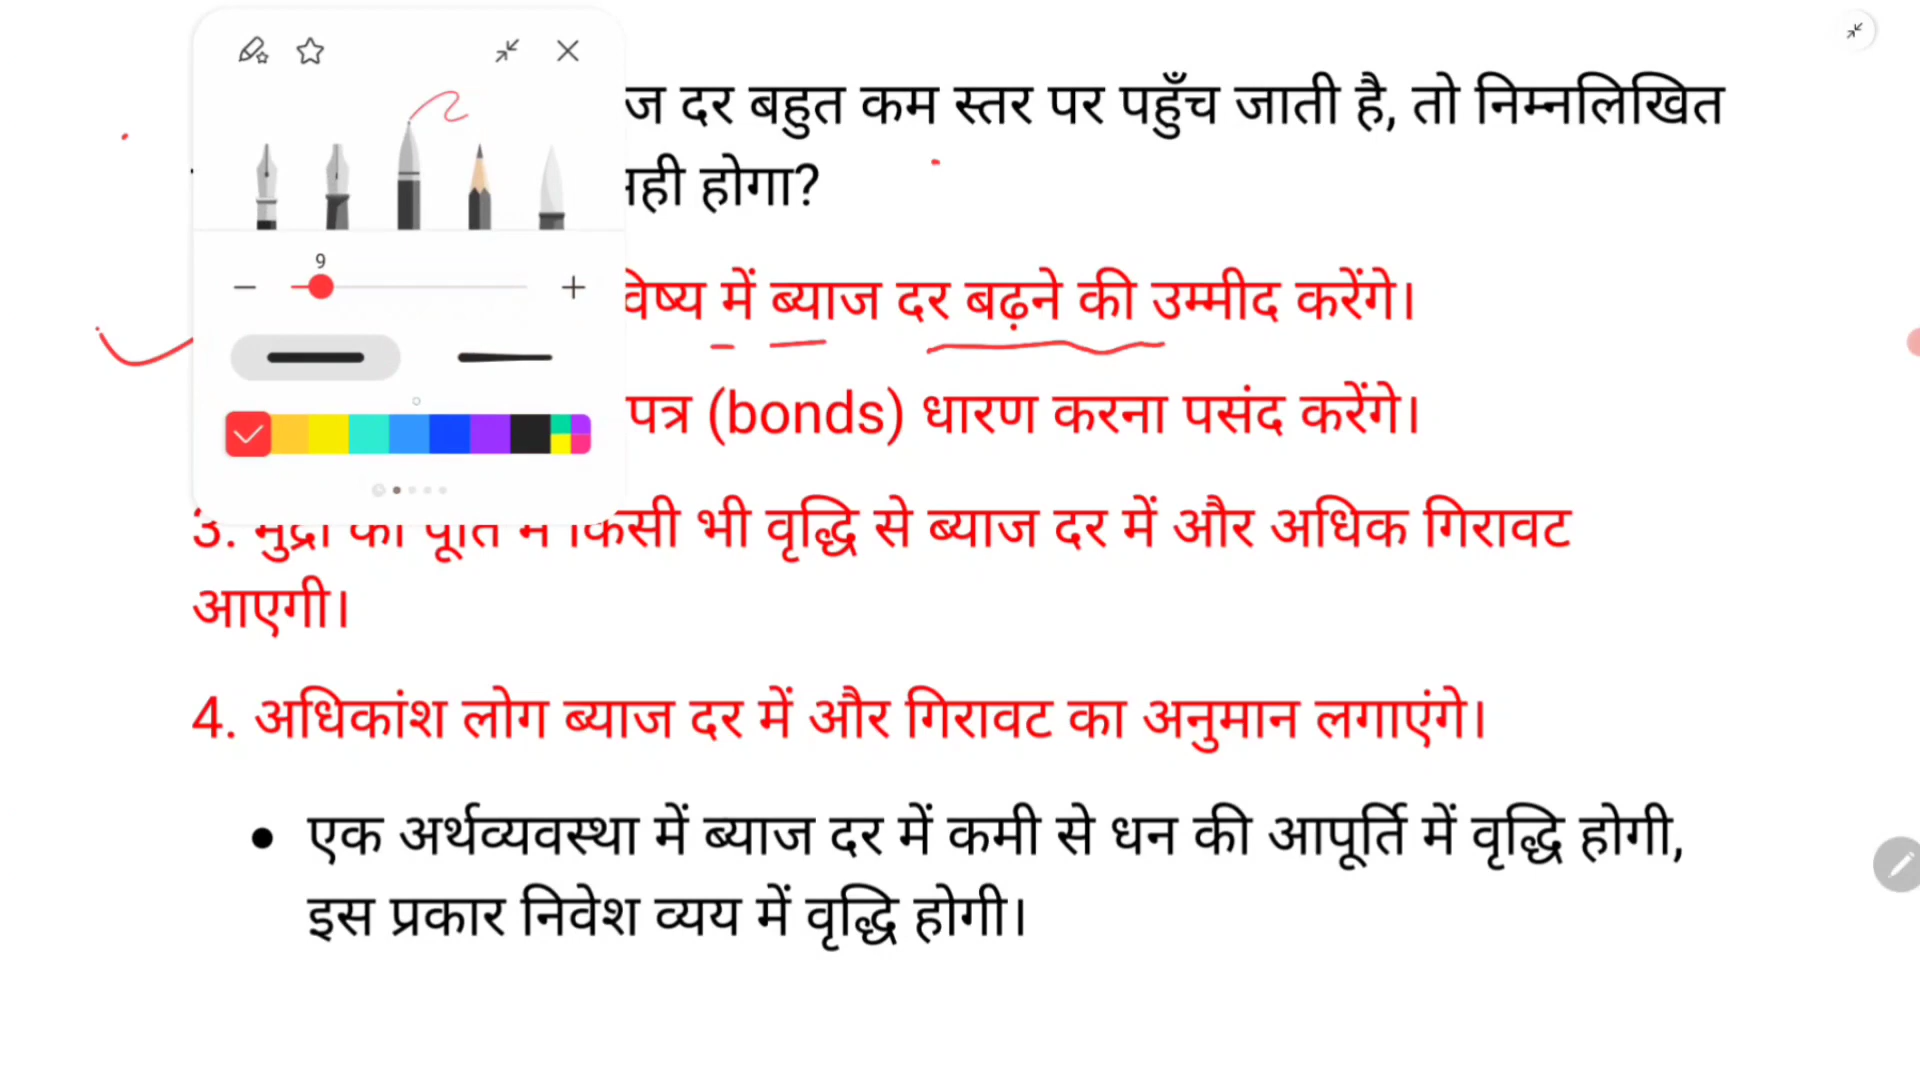 दर बहुत कम स्तर पर पहुँच जाती है, तो निम्नलिखित
होगा?
9
में ब्याज दर बढ़ने की उम्मीद करेंगे।
पत्र (bonds) धारण करना पसंद करेंगे।
3. मुद्रा की पूर्ति में किसी भी वृद्धि से ब्याज दर में और अधिक गिरावट
आएगी।
4. अधिकांश लोग ब्याज दर में और गिरावट का अनुमान लगाएंगे।
• एक अर्थव्यवस्था में ब्याज दर में कमी से धन की आपूर्ति में वृद्धि होगी,
इस प्रकार निवेश व्यय में वृद्धि होगी।